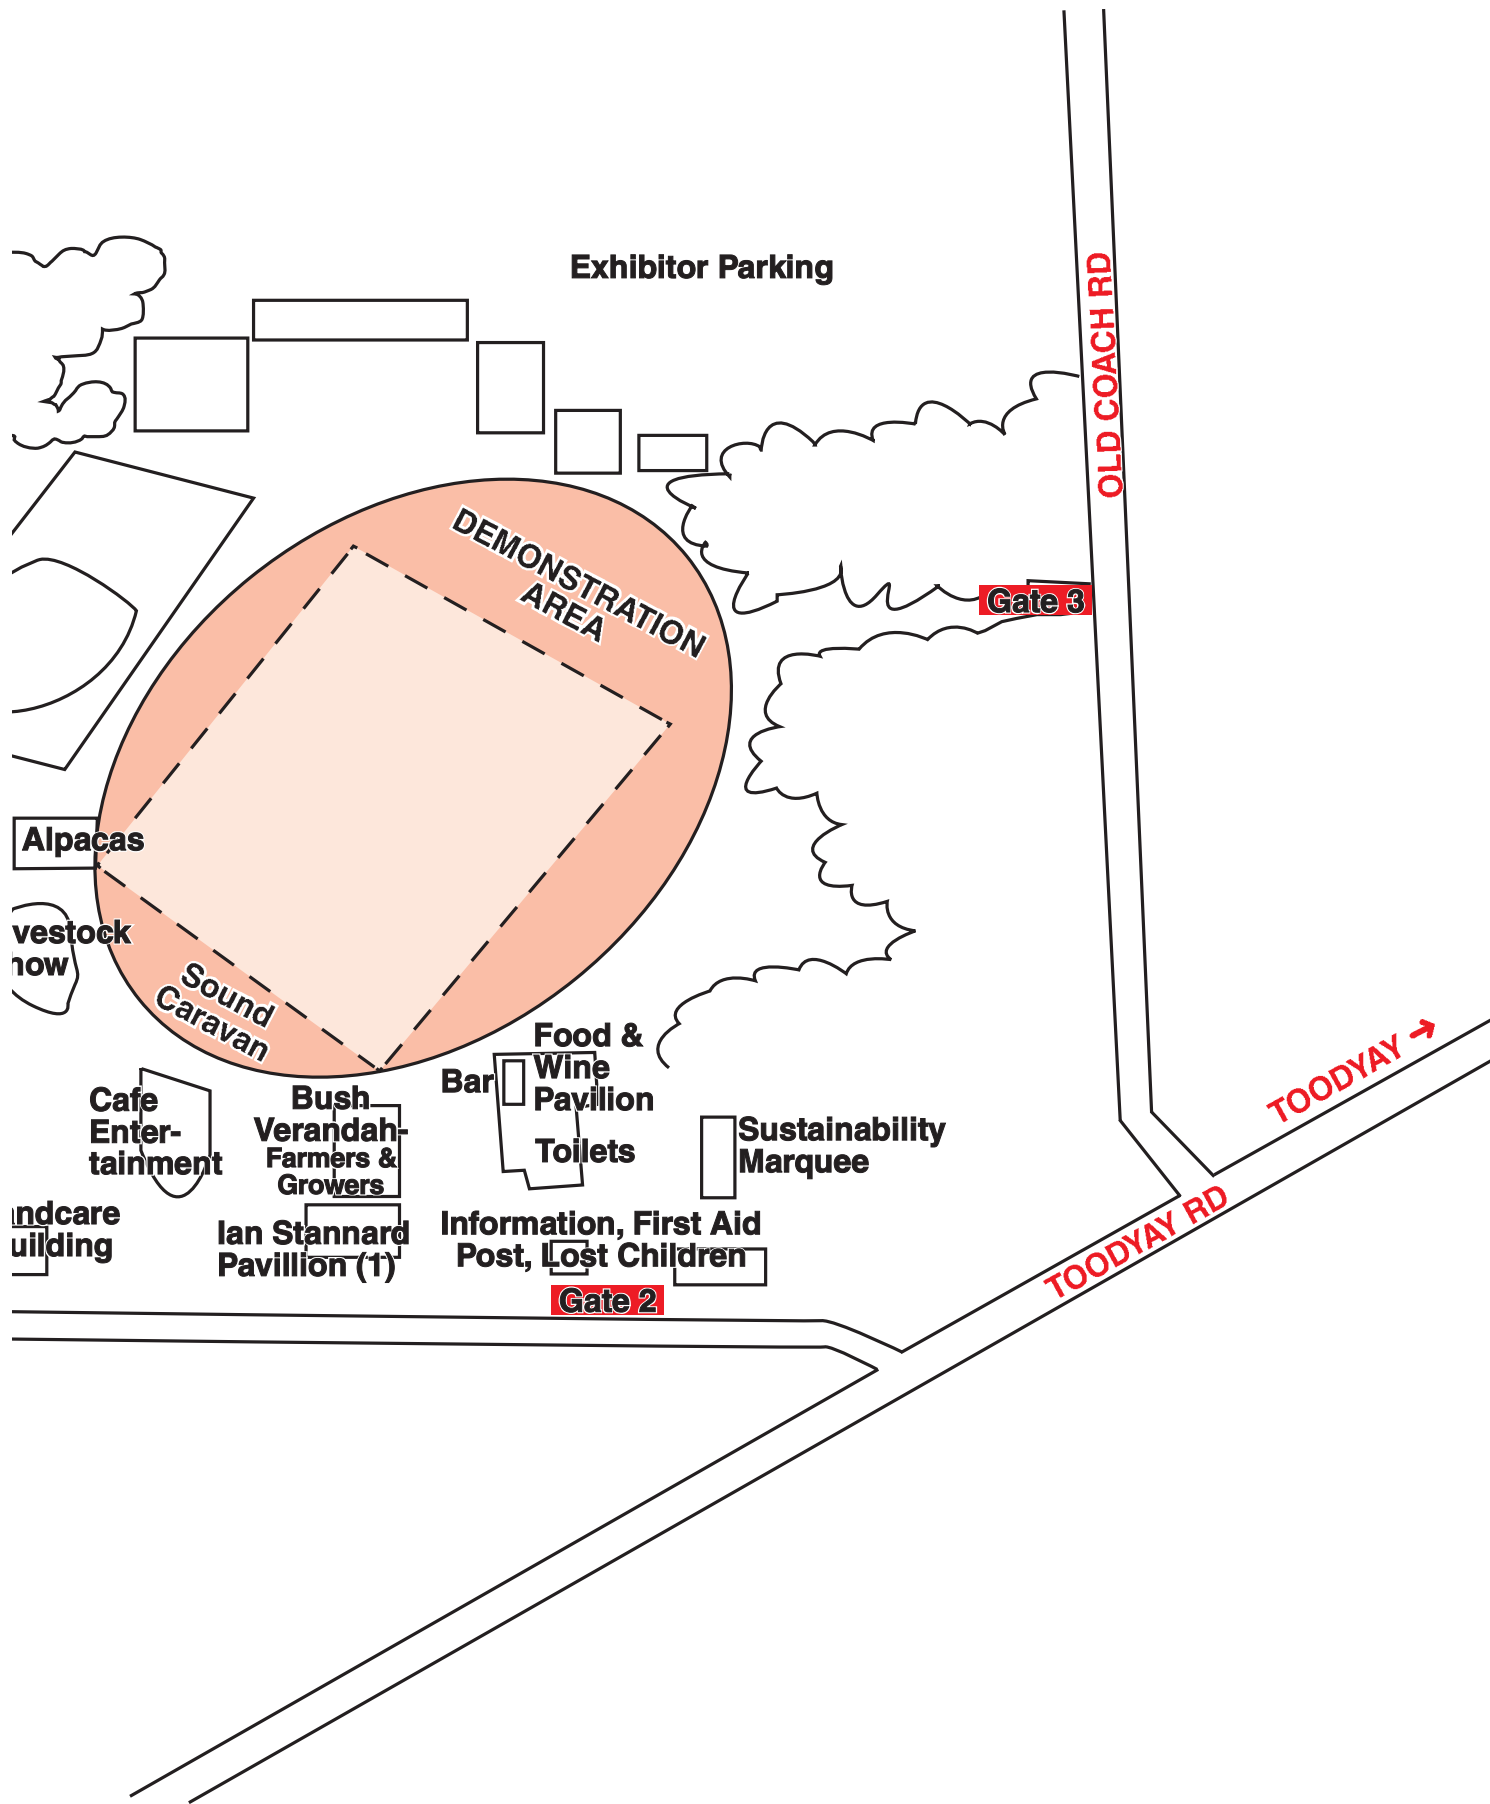 Exhibitor Parking
OLD COACH RD
DEMONSTRATION
AREA
Gate 3
Alpacas
vestock
how
Sound
Caravan
Food &
Wine
Pavilion
Bar
Toilets
Cafe
Enter-
tainment
Bush
Verandah-
Farmers &
Growers
Sustainability
Marquee
TOODYAY →
TOODYAY RD
andcare
uilding
Ian Stannard
Pavillion (1)
Information, First Aid
Post, Lost Children
Gate 2